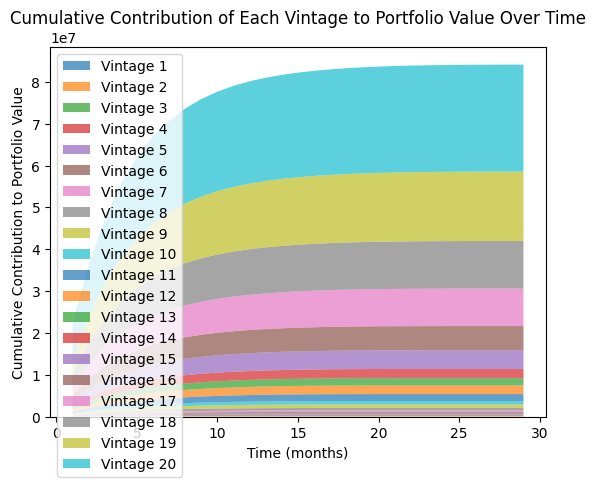 Cumulative Contribution of Each Vintage to Portfolio Value Over Time
1e7
Cumulative Contribution to Portfolio Value
8
7
6
5
4
3
2
1
0
Vintage 1
Vintage 2
Vintage 3
Vintage 4
Vintage 5
Vintage 6
Vintage 7
Vintage 8
Vintage 9
Vintage 10
Vintage 11
Vintage 12
Vintage 13
Vintage 14
Vintage 15
Vintage 16
Vintage 17
Vintage 18
Vintage 19
Vintage 20
0 5 10 15 20 25 30
Time (months)